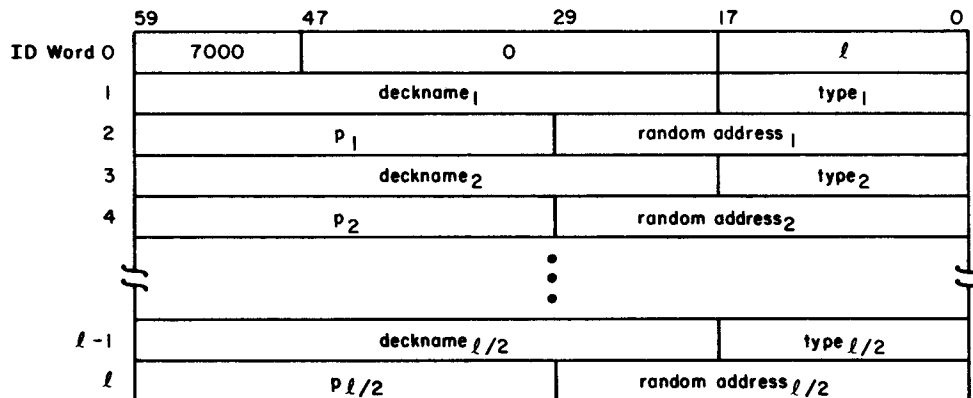 59 47 29 17 0
ID Word 0 7000 0 ℓ
1 deckname₁ type₁
2 p₁ random address₁
3 deckname₂ type₂
4 p₂ random address₂
ℓ-1 deckname ℓ/2 type ℓ/2
ℓ p ℓ/2 random address ℓ/2